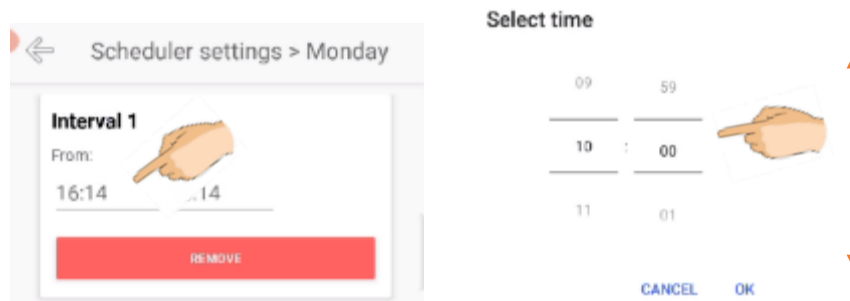 Scheduler settings > Monday
Interval 1
From:
16:14 :14
REMOVE
Select time
09 59
10 : 00
11 01
CANCEL OK